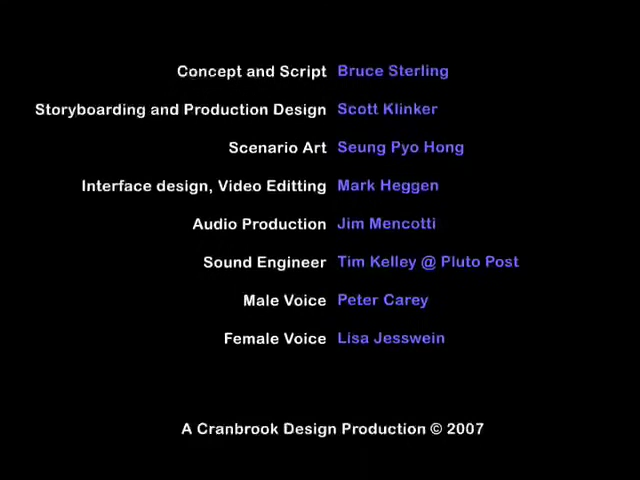 Concept and Script Bruce Sterling
Storyboarding and Production Design Scott Klinker
Scenario Art Seung Pyo Hong
Interface design, Video Editting Mark Heggen
Audio Production Jim Mencotti
Sound Engineer Tim Kelley @ Pluto Post
Male Voice Peter Carey
Female Voice Lisa Jesswein
A Cranbrook Design Production © 2007